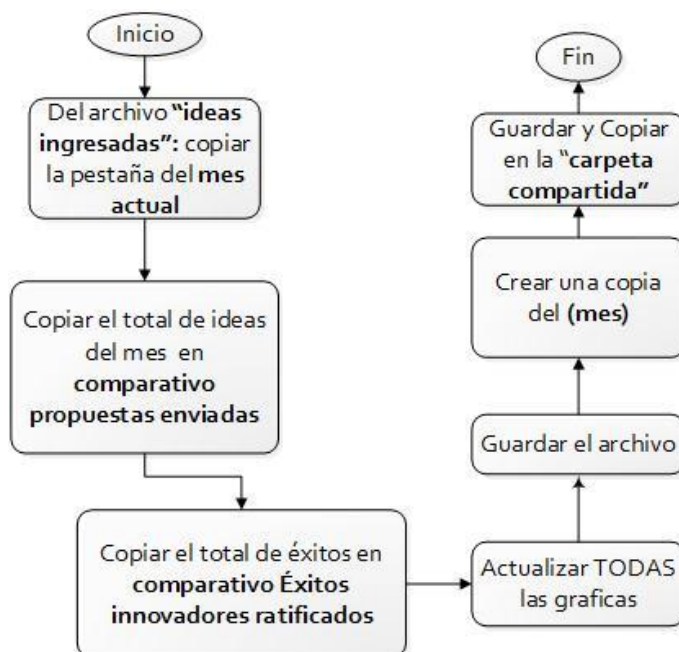 Inicio
Del archivo “ideas
ingresadas”: copiar
la pestaña del mes
actual
Copiar el total de ideas
del mes en
comparativo
propuestas enviadas
Copiar el total de éxitos en
comparativo Éxitos
innovadores ratificados
Actualizar TODAS
las graficas
Guardar el archivo
Crear una copia
del (mes)
Guardar y Copiar
en la “carpeta
compartida”
Fin